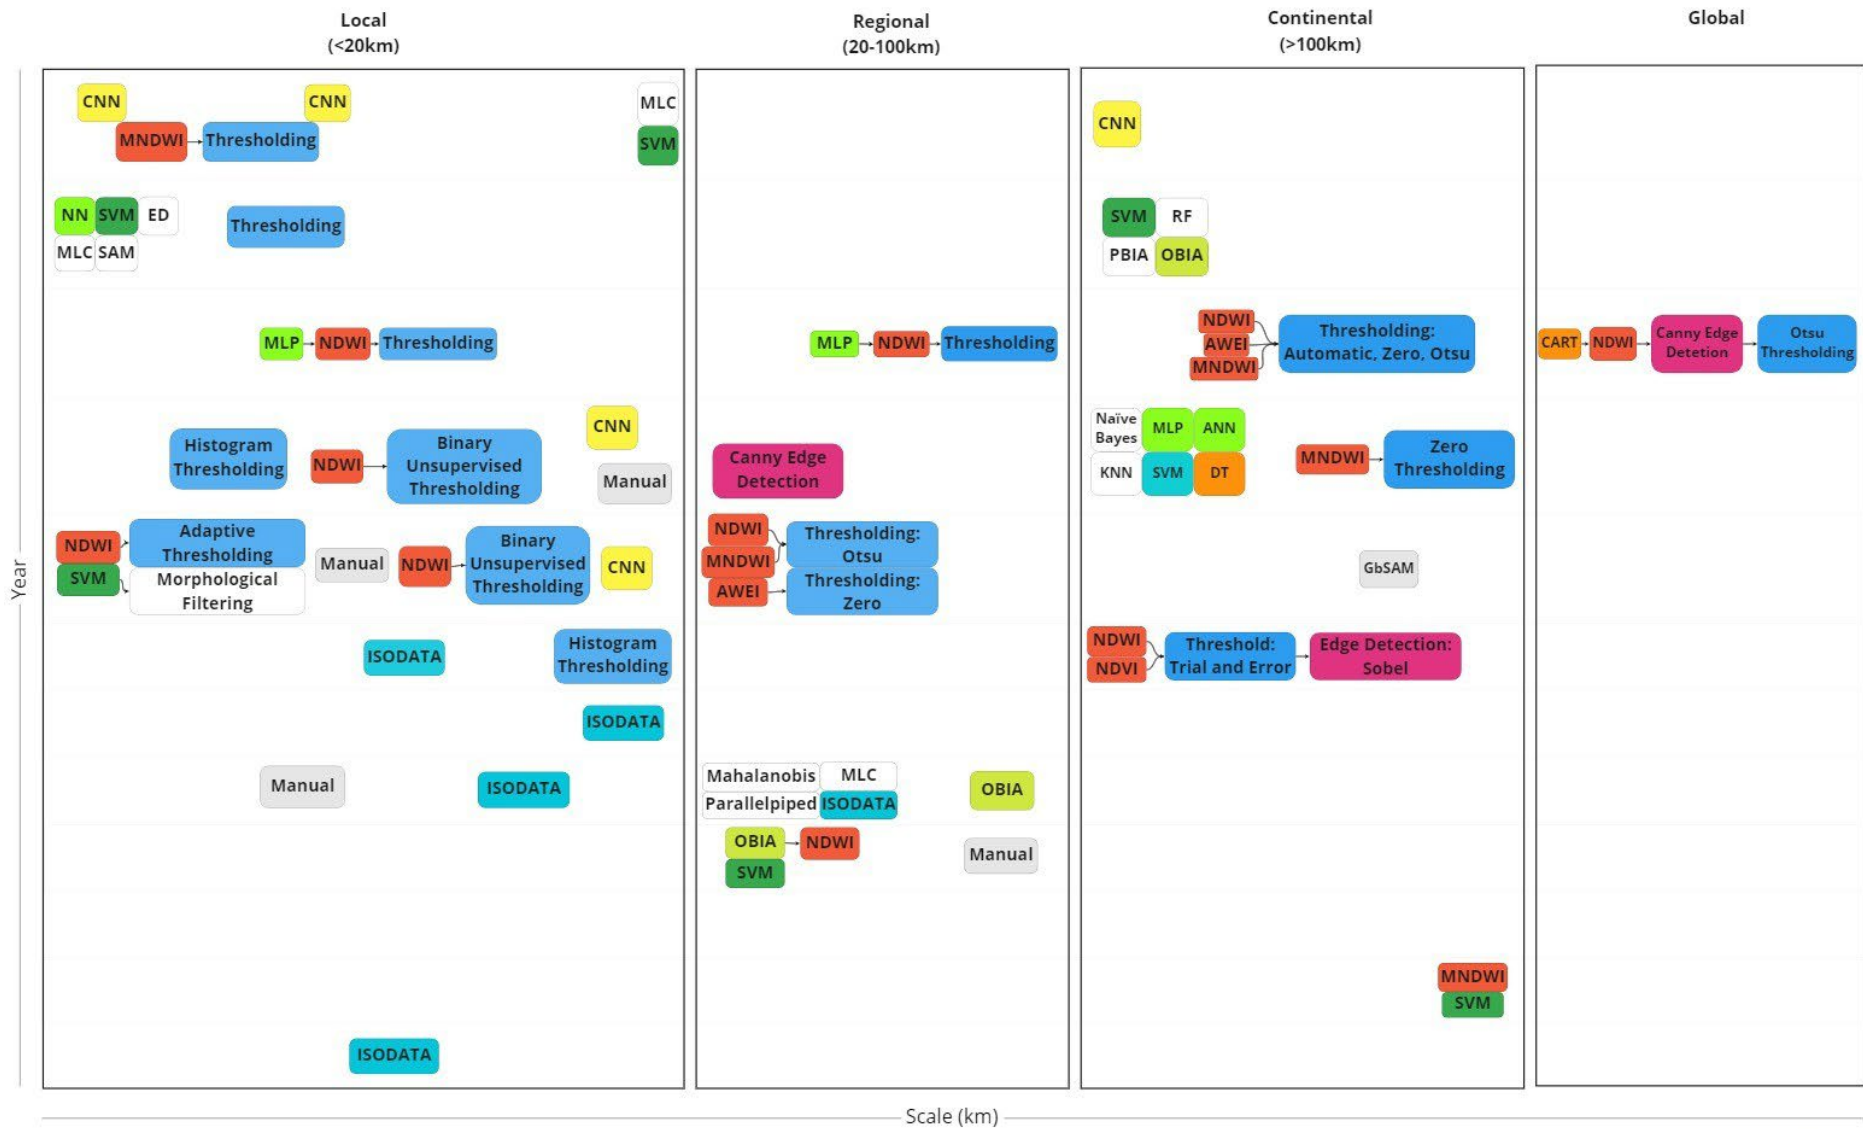 Local
(<20km)
Regional
(20-100km)
Continental
(>100km)
Global
Year
CNN
CNN
MNDWI
Thresholding
MLC
SVM
NN
SVM
ED
MLC
SAM
Thresholding
MLP
NDWI
Thresholding
Histogram
Thresholding
NDWI
Binary
Unsupervised
Thresholding
CNN
Manual
NDWI
Adaptive
Thresholding
SVM
Morphological
Filtering
Manual
NDWI
Binary
Unsupervised
Thresholding
CNN
ISODATA
Histogram
Thresholding
ISODATA
Manual
ISODATA
ISODATA
MLP
NDWI
Thresholding
Canny Edge
Detection
NDWI
MNDWI
Thresholding:
Otsu
AWEI
Thresholding:
Zero
Mahalanobis
MLC
Parallelpiped
ISODATA
OBIA
OBIA
NDWI
SVM
Manual
CNN
SVM
RF
PBIA
OBIA
NDWI
AWEI
MNDWI
Thresholding:
Automatic, Zero, Otsu
Naïve
Bayes
MLP
ANN
KNN
SVM
DT
MNDWI
Zero
Thresholding
GbSAM
NDWI
NDVI
Threshold:
Trial and Error
Edge Detection:
Sobel
MNDWI
SVM
CART
NDWI
Canny Edge
Detetion
Otsu
Thresholding
Scale (km)